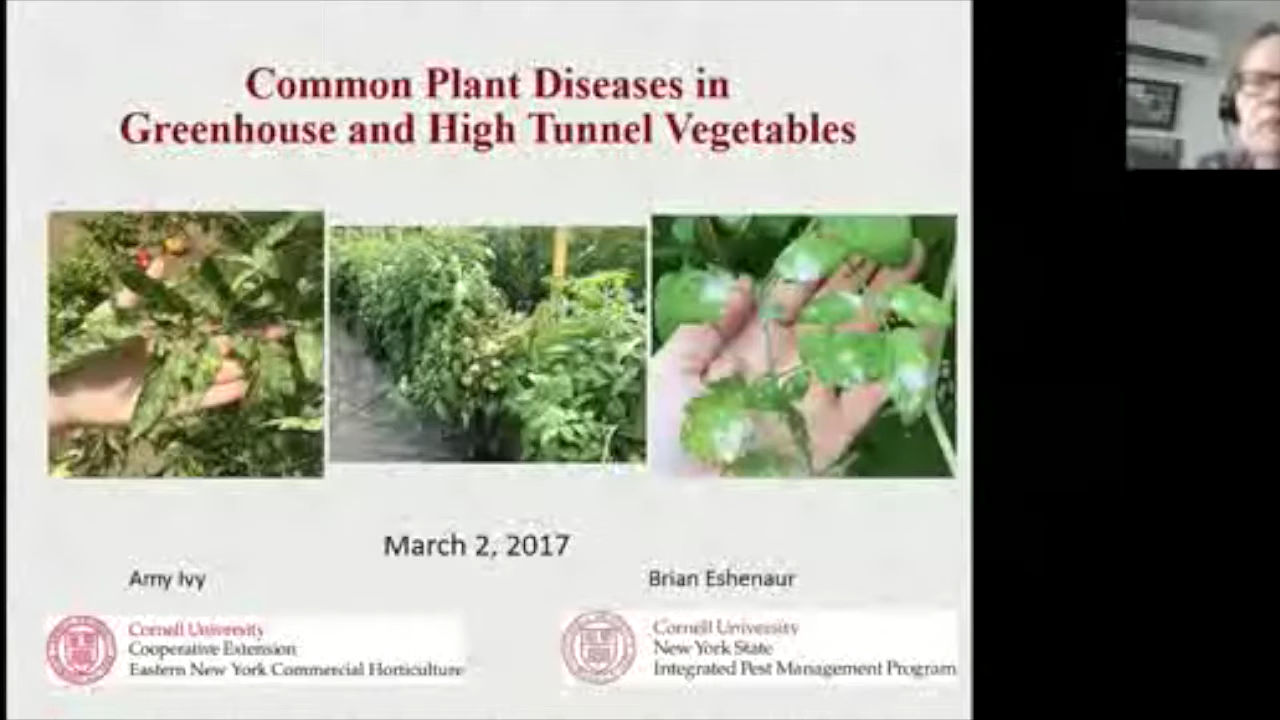 Common Plant Diseases in
Greenhouse and High Tunnel Vegetables
March 2, 2017
Amy Ivy
Brian Eshenaur
Cornell University
Cooperative Extension
Eastern New York Commercial Horticulture
Cornell University
New York State
Integrated Pest Management Program